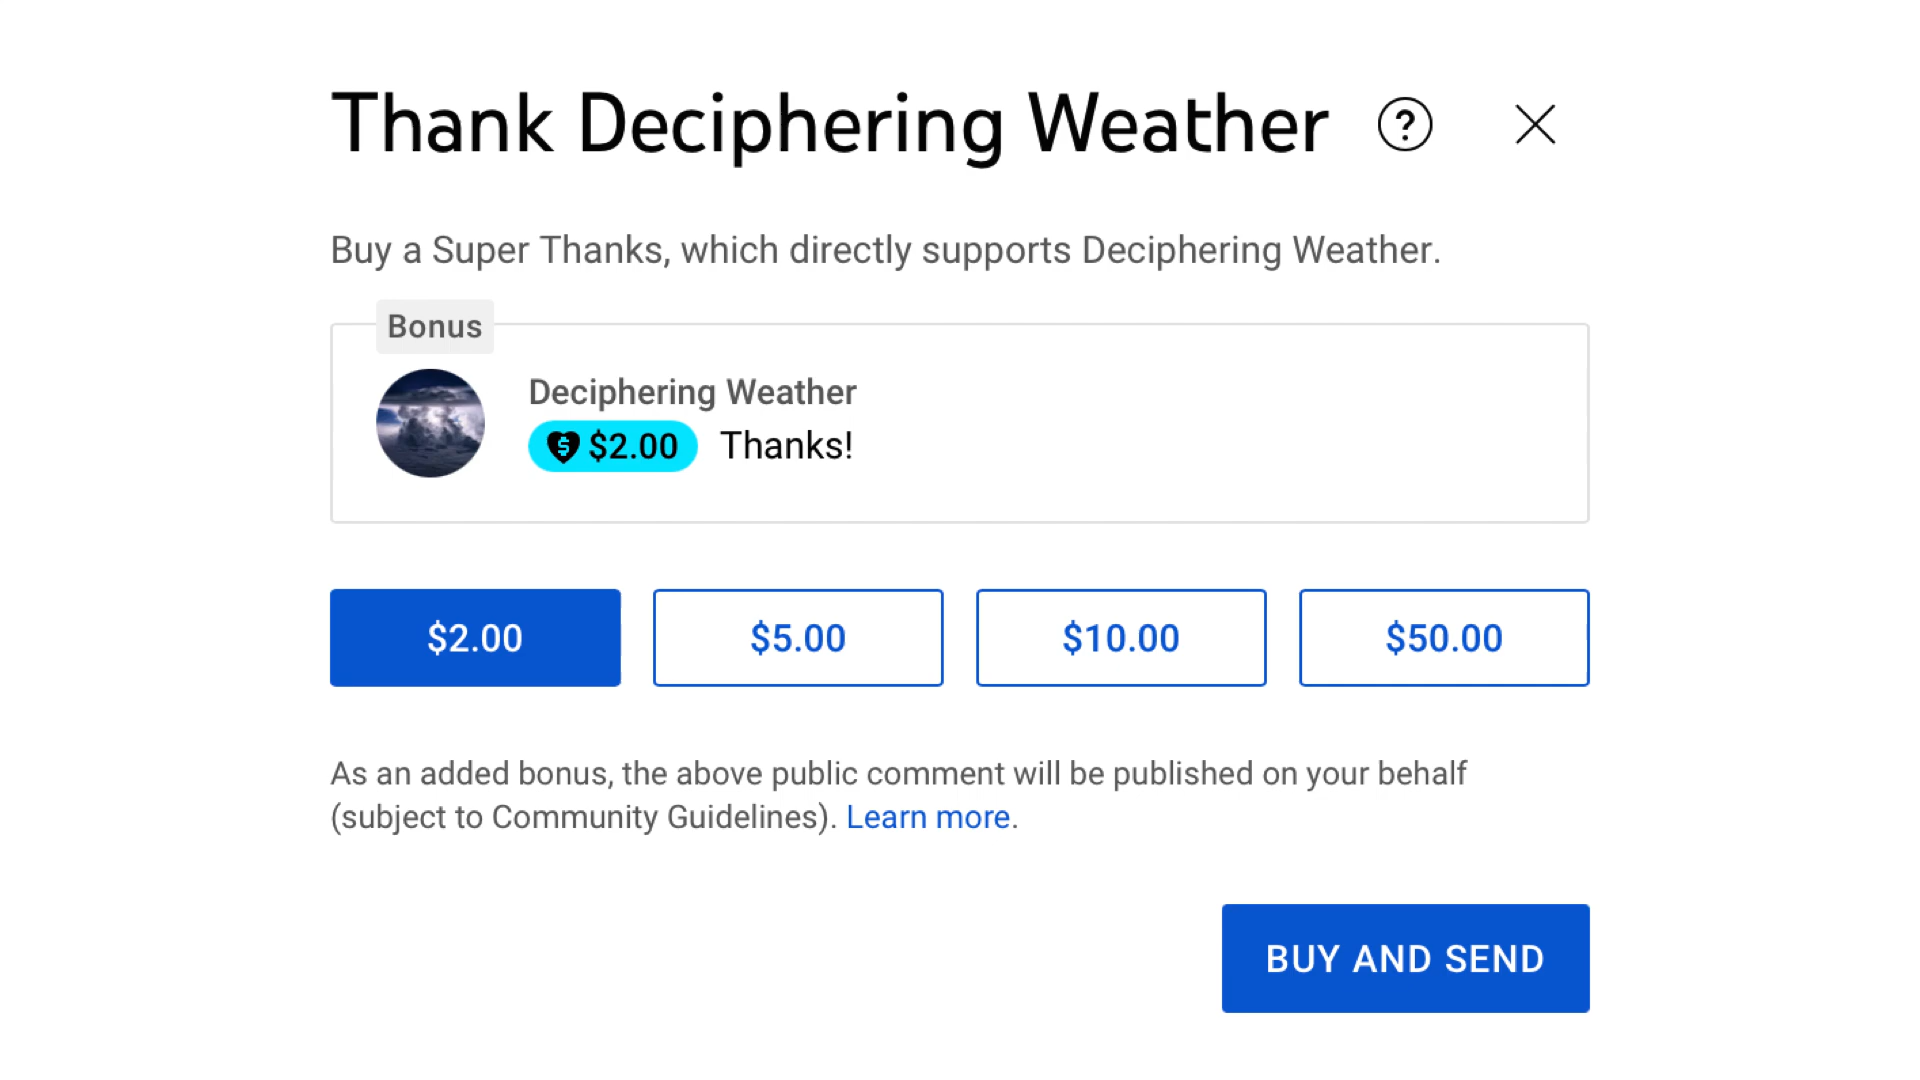 Thank Deciphering Weather ?
Buy a Super Thanks, which directly supports Deciphering Weather.
Bonus
Deciphering Weather
$ $2.00 Thanks!
$2.00 $5.00 $10.00 $50.00
As an added bonus, the above public comment will be published on your behalf
(subject to Community Guidelines). Learn more.
BUY AND SEND